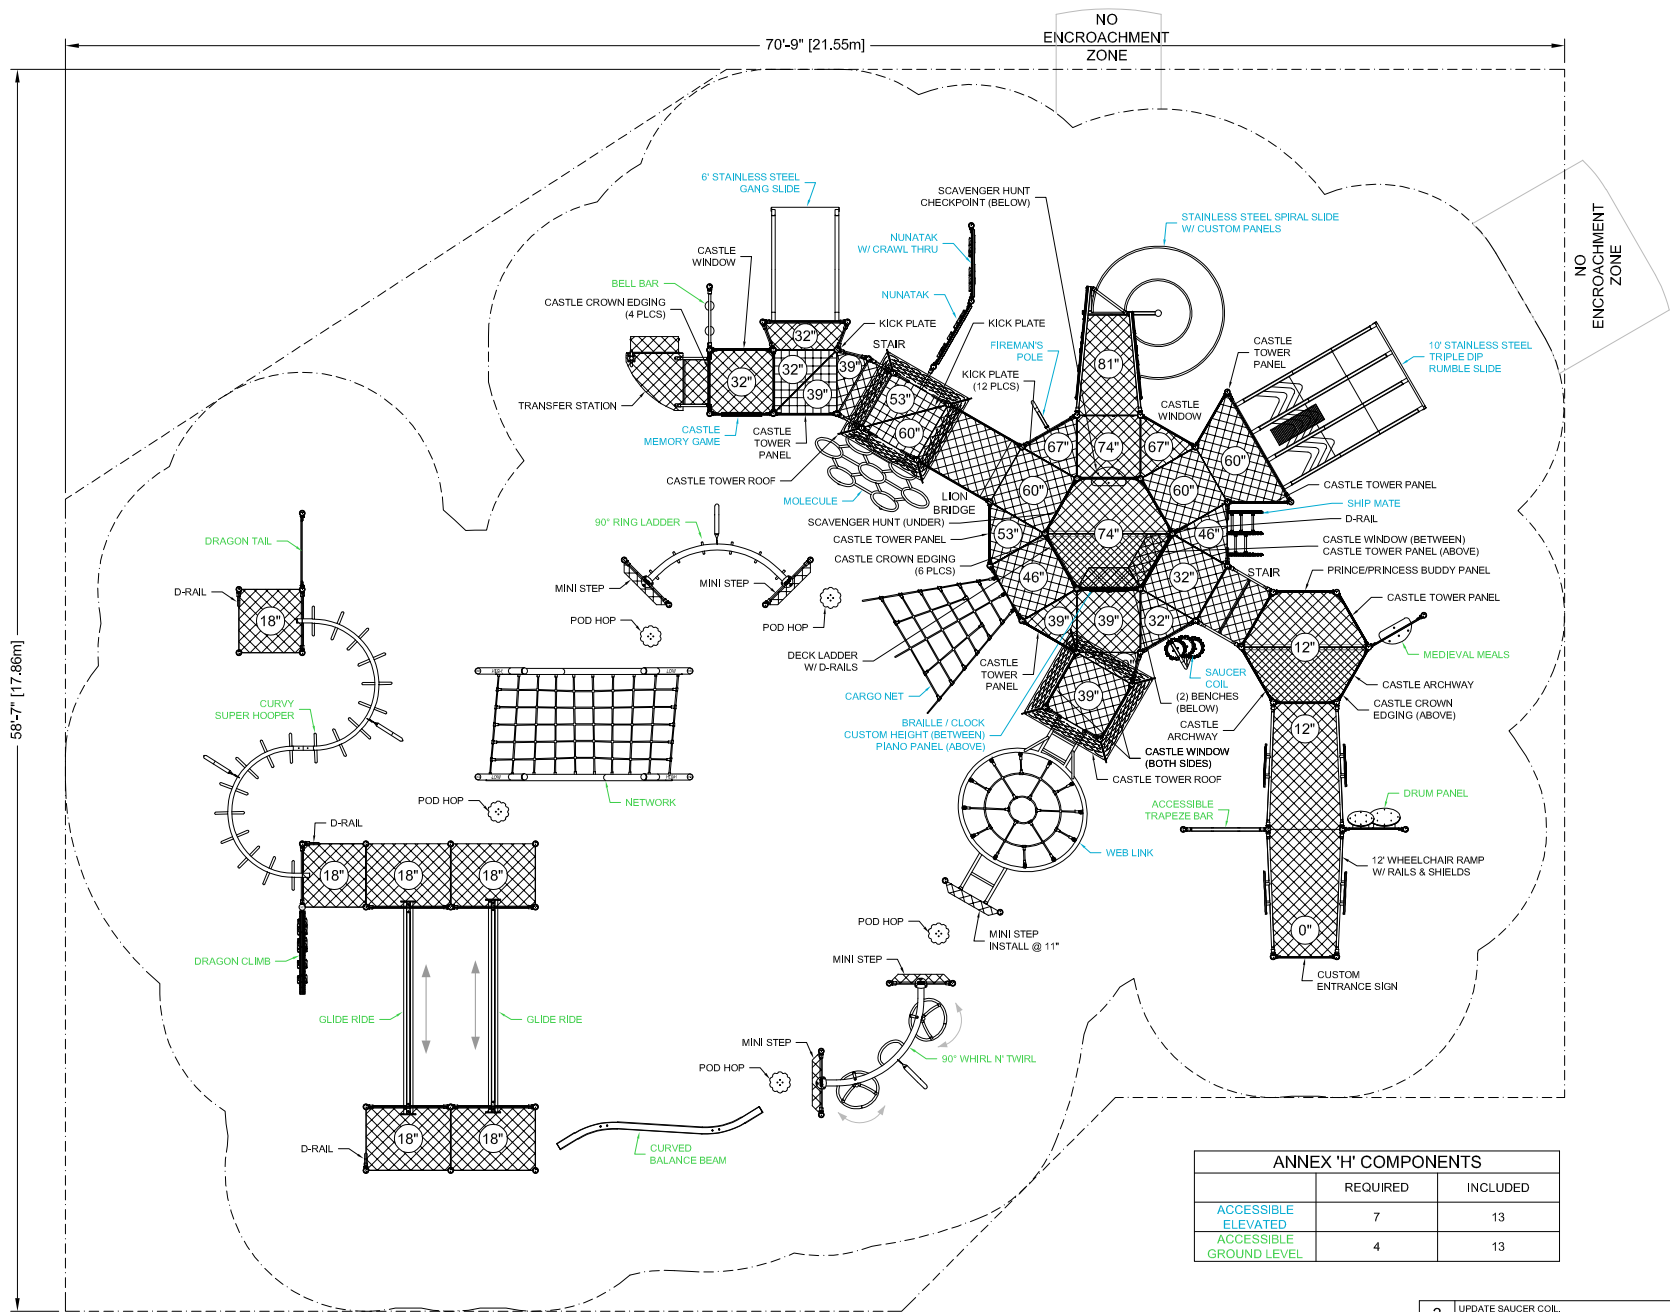 NO
ENCROACHMENT
ZONE
70'-9" [21.55m]
58'-7" [17.86m]
NO
ENCROACHMENT
ZONE
6' STAINLESS STEEL
GANG SLIDE
SCAVENGER HUNT
CHECKPOINT (BELOW)
STAINLESS STEEL SPIRAL SLIDE
W/ CUSTOM PANELS
NUNATAK
W/ CRAWL THRU
CASTLE
WINDOW
BELL BAR
NUNATAK
CASTLE CROWN EDGING
(4 PLCS)
KICK PLATE
KICK PLATE
STAIR
FIREMAN'S
POLE
CASTLE
TOWER
PANEL
10' STAINLESS STEEL
TRIPLE DIP
RUMBLE SLIDE
KICK PLATE
(12 PLCS)
CASTLE
WINDOW
32"
32"
32"
39"
39"
53"
60"
81"
67"
74"
67"
60"
60"
60"
TRANSFER STATION
CASTLE
MEMORY GAME
CASTLE
TOWER
PANEL
CASTLE TOWER ROOF
MOLECULE
LION
BRIDGE
CASTLE TOWER PANEL
SHIP MATE
D-RAIL
SCAVENGER HUNT (UNDER)
CASTLE TOWER PANEL
CASTLE CROWN EDGING
(6 PLCS)
53"
74"
46"
46"
32"
39"
39"
32"
39"
CASTLE WINDOW (BETWEEN)
CASTLE TOWER PANEL (ABOVE)
STAIR
PRINCE/PRINCESS BUDDY PANEL
CASTLE TOWER PANEL
MEDIEVAL MEALS
12"
CASTLE ARCHWAY
CASTLE CROWN
EDGING (ABOVE)
12"
90° RING LADDER
MINI STEP
MINI STEP
POD HOP
POD HOP
DRAGON TAIL
D-RAIL
18"
CURVY
SUPER HOOPER
DECK LADDER
W/ D-RAILS
CASTLE
TOWER
PANEL
CARGO NET
SAUCER
COIL
(2) BENCHES
(BELOW)
CASTLE
ARCHWAY
BRAILLE / CLOCK
CUSTOM HEIGHT (BETWEEN)
PIANO PANEL (ABOVE)
CASTLE WINDOW
(BOTH SIDES)
CASTLE TOWER ROOF
HIGH
LOW
LOW
HIGH
NETWORK
POD HOP
D-RAIL
18"
18"
18"
ACCESSIBLE
TRAPEZE BAR
DRUM PANEL
WEB LINK
12' WHEELCHAIR RAMP
W/ RAILS & SHIELDS
0"
CUSTOM
ENTRANCE SIGN
POD HOP
MINI STEP
INSTALL @ 11"
MINI STEP
DRAGON CLIMB
GLIDE RIDE
GLIDE RIDE
MINI STEP
90° WHIRL N' TWIRL
POD HOP
D-RAIL
18"
18"
CURVED
BALANCE BEAM
ANNEX 'H' COMPONENTS
REQUIRED INCLUDED
ACCESSIBLE
ELEVATED 7 13
ACCESSIBLE
GROUND LEVEL 4 13
UPDATE SAUCER COIL.